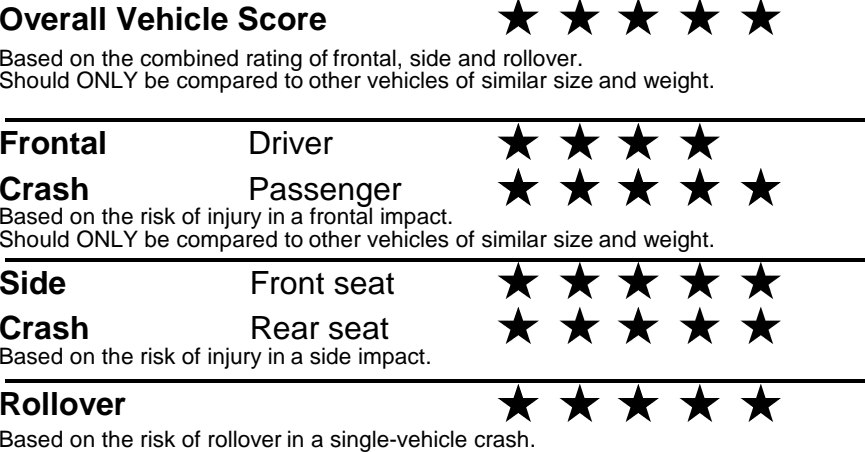 Overall Vehicle Score ★ ★ ★ ★ ★
Based on the combined rating of frontal, side and rollover.
Should ONLY be compared to other vehicles of similar size and weight.
Frontal Driver ★ ★ ★ ★
Crash Passenger ★ ★ ★ ★ ★
Based on the risk of injury in a frontal impact.
Should ONLY be compared to other vehicles of similar size and weight.
Side Front seat ★ ★ ★ ★ ★
Crash Rear seat ★ ★ ★ ★ ★
Based on the risk of injury in a side impact.
Rollover ★ ★ ★ ★ ★
Based on the risk of rollover in a single-vehicle crash.